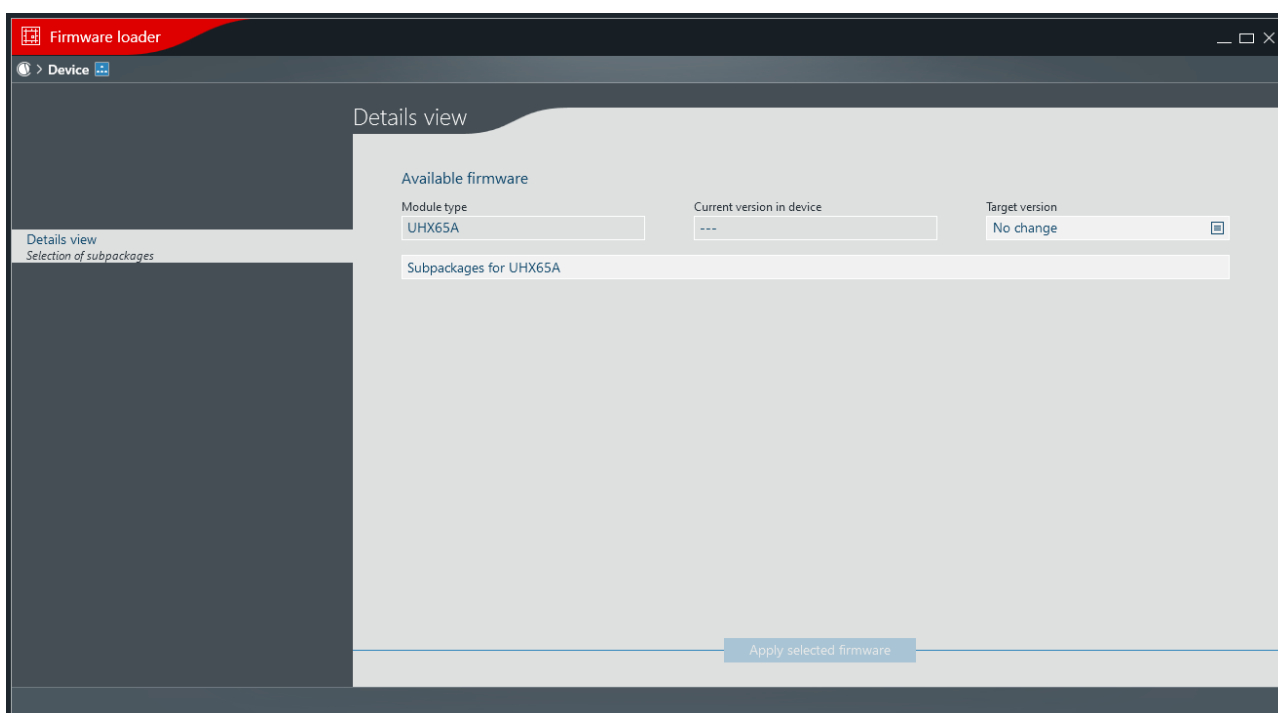 Firmware loader
> Device
Details view
Available firmware
Module type
Current version in device
Target version
UHX65A
---
No change
Details view
Selection of subpackages
Subpackages for UHX65A
Apply selected firmware